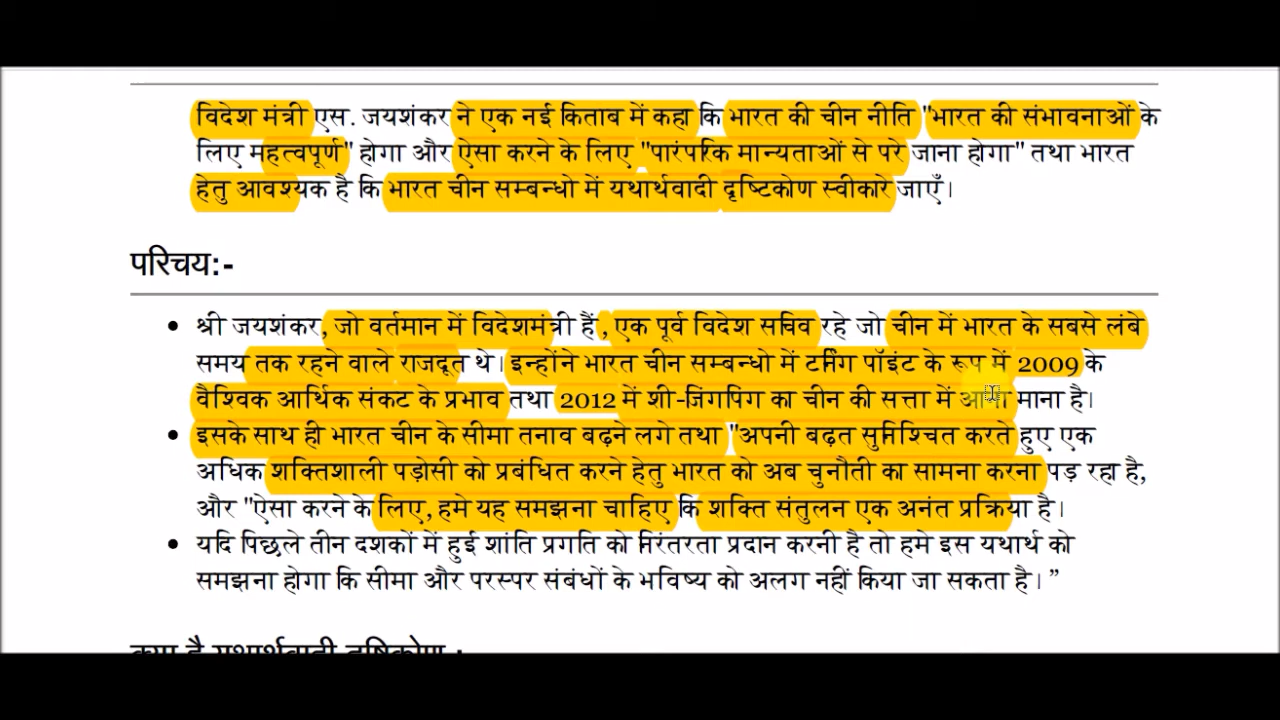 विदेश मंत्री एस. जयशंकर ने एक नई किताब में कहा कि भारत की चीन नीति "भारत की संभावनाओं के
लिए महत्वपूर्ण" होगा और ऐसा करने के लिए "पारंपरिक मान्यताओं से परे जाना होगा" तथा भारत
हेतु आवश्यक है कि भारत चीन सम्बन्धो में यथार्थवादी दृष्टिकोण स्वीकारे जाएँ।
परिचय:-
• श्री जयशंकर, जो वर्तमान में विदेशमंत्री हैं , एक पूर्व विदेश सचिव रहे जो चीन में भारत के सबसे लंबे
समय तक रहने वाले राजदूत थे। इन्होंने भारत चीन सम्बन्धो में टर्निंग पॉइंट के रूप में 2009 के
वैश्विक आर्थिक संकट के प्रभाव तथा 2012 में शी-जिंगपिंग का चीन की सत्ता में आना माना है।
• इसके साथ ही भारत चीन के सीमा तनाव बढ़ने लगे तथा "अपनी बढ़त सुनिश्चित करते हुए एक
अधिक शक्तिशाली पड़ोसी को प्रबंधित करने हेतु भारत को अब चुनौती का सामना करना पड़ रहा है,
और "ऐसा करने के लिए, हमे यह समझना चाहिए कि शक्ति संतुलन एक अनंत प्रक्रिया है।
• यदि पिछले तीन दशकों में हुई शांति प्रगति को निरंतरता प्रदान करनी है तो हमे इस यथार्थ को
समझना होगा कि सीमा और परस्पर संबंधों के भविष्य को अलग नहीं किया जा सकता है। ”
क्या है यथार्थवादी दृष्टिकोण :